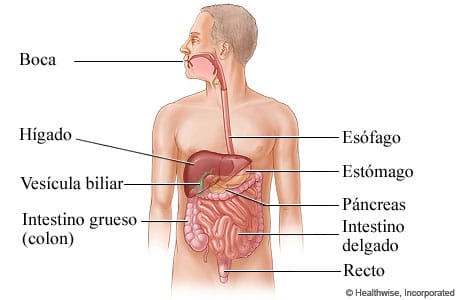 Boca
Hígado
Vesícula biliar
Intestino grueso
(colon)
Esófago
Estómago
Páncreas
Intestino
delgado
Recto
© Healthwise, Incorporated